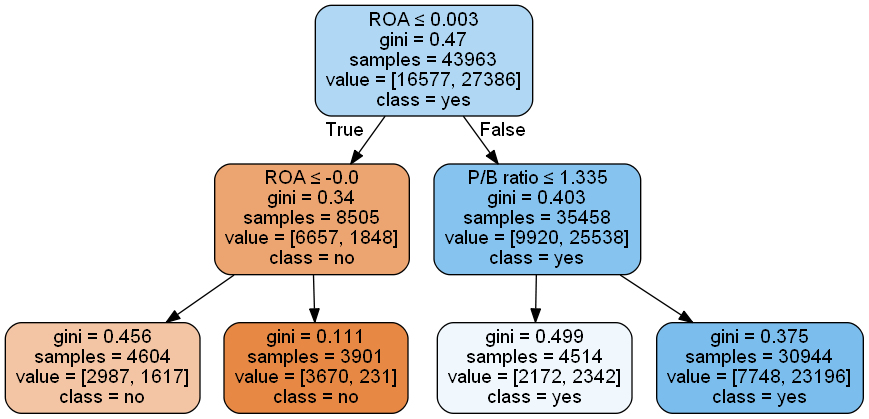 ROA ≤ 0.003
gini = 0.47
samples = 43963
value = [16577, 27386]
class = yes
True
False
ROA ≤ -0.0
gini = 0.34
samples = 8505
value = [6657, 1848]
class = no
P/B ratio ≤ 1.335
gini = 0.403
samples = 35458
value = [9920, 25538]
class = yes
gini = 0.456
samples = 4604
value = [2987, 1617]
class = no
gini = 0.111
samples = 3901
value = [3670, 231]
class = no
gini = 0.499
samples = 4514
value = [2172, 2342]
class = yes
gini = 0.375
samples = 30944
value = [7748, 23196]
class = yes